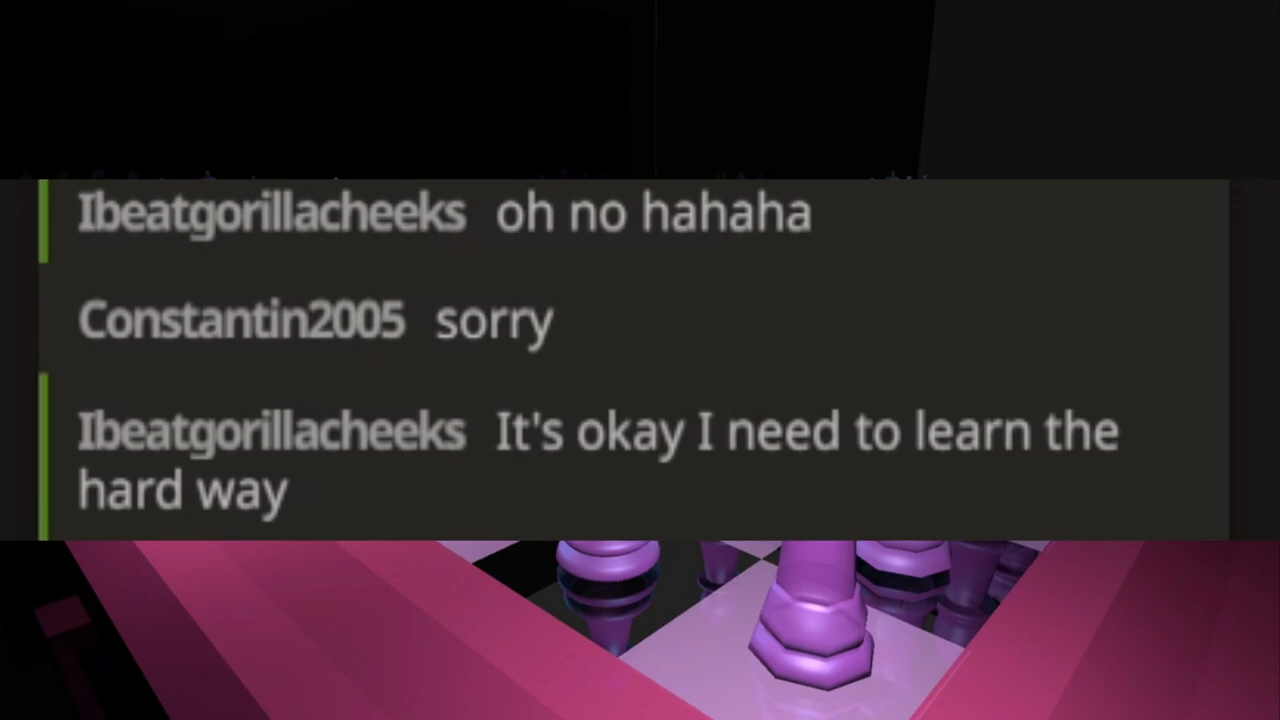 Ibeatgorillacheeks oh no hahaha
Constantin2005 sorry
Ibeatgorillacheeks It's okay I need to learn the
hard way